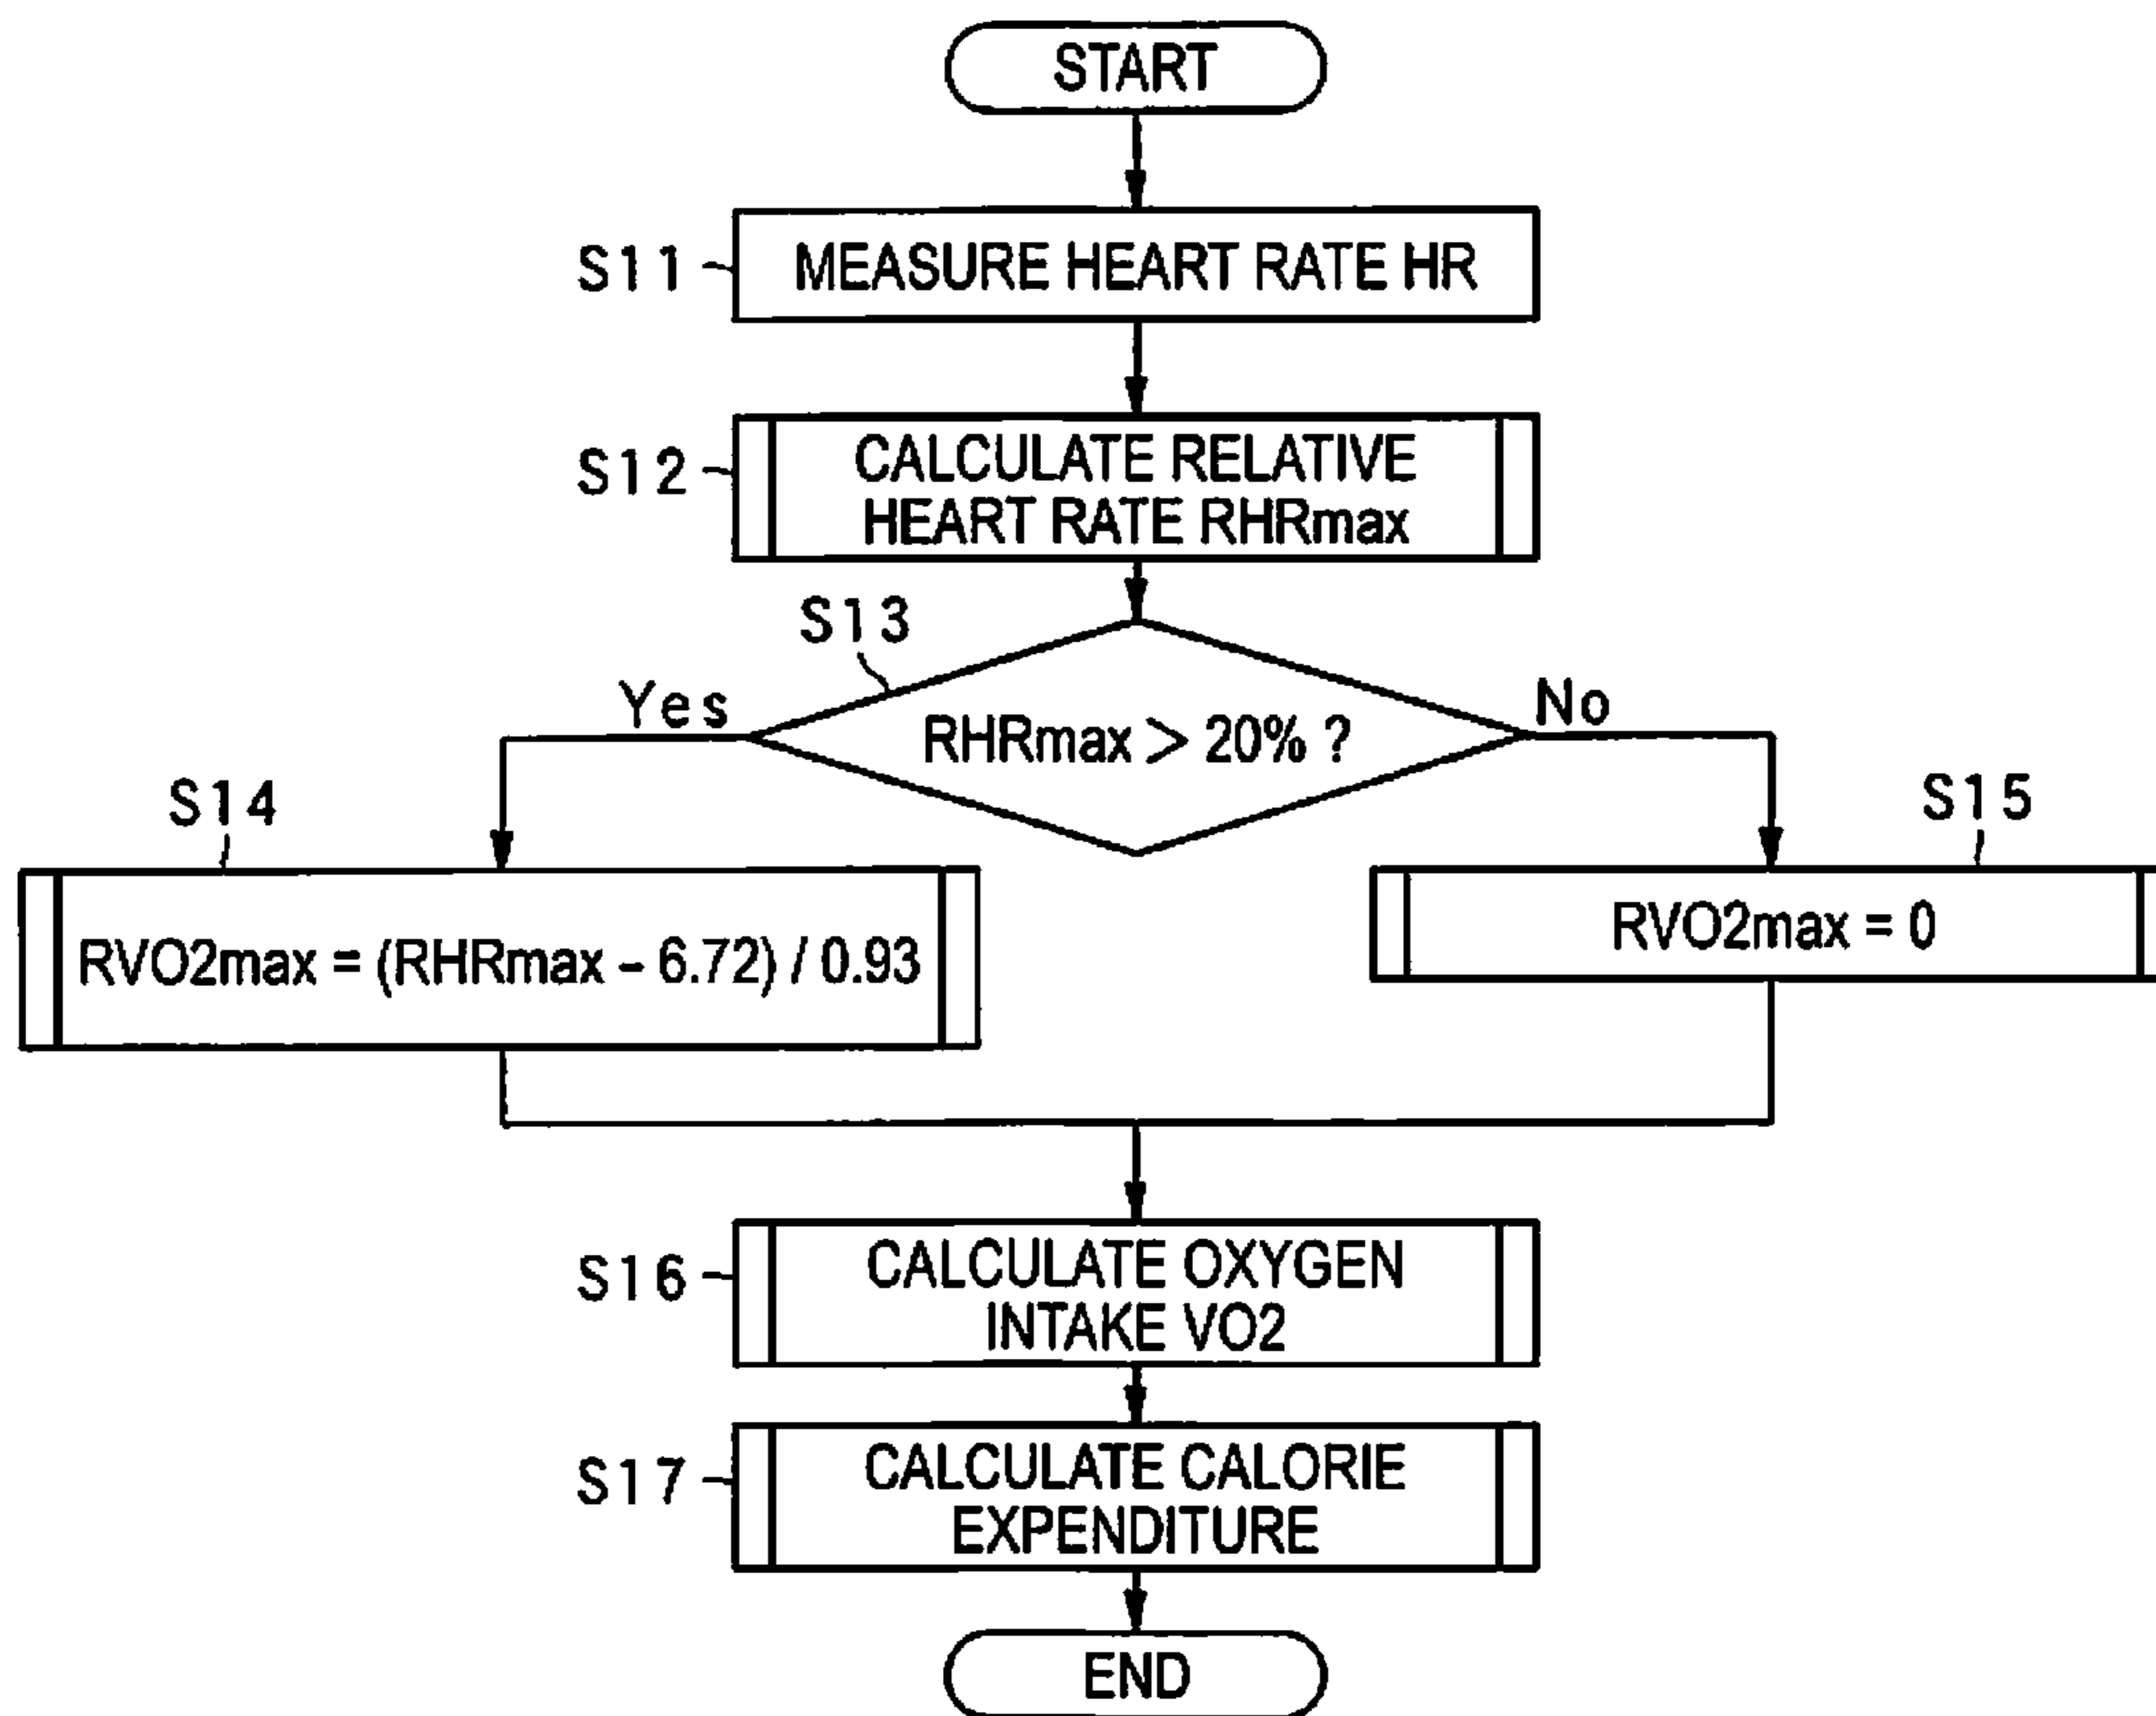 START
S11
MEASURE HEART RATE HR
S12
CALCULATE RELATIVE
HEART RATE RHRmax
S13
Yes
RHRmax > 20% ?
No
S14
S15
RVO2max = (RHRmax - 6.72) / 0.93
RVO2max = 0
S16
CALCULATE OXYGEN
INTAKE VO2
S17
CALCULATE CALORIE
EXPENDITURE
END